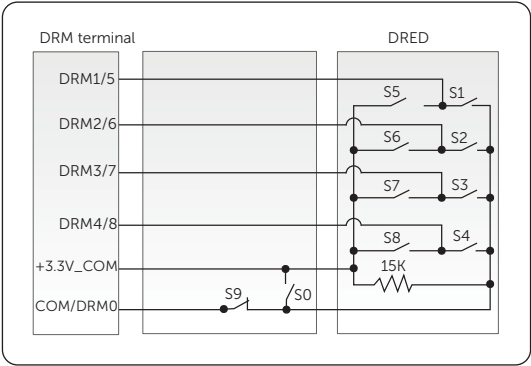 DRM terminal
DRED
DRM1/5
S5
S1
DRM2/6
S6
S2
DRM3/7
S7
S3
DRM4/8
S8
S4
+3.3V_COM
15K
S9
S0
COM/DRM0